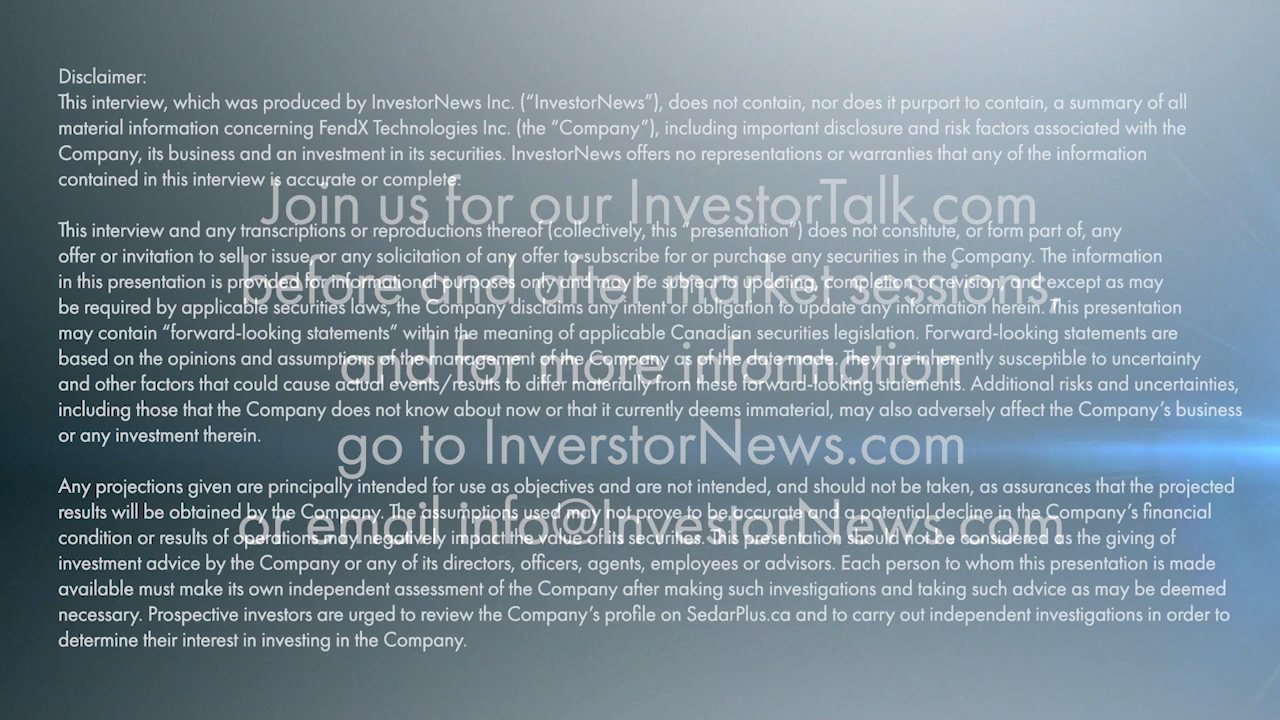 Disclaimer:
This interview, which was produced by InvestorNews Inc. (“InvestorNews”), does not contain, nor does it purport to contain, a summary of all
material information concerning FendX Technologies Inc. (the “Company”), including important disclosure and risk factors associated with the
Company, its business and an investment in its securities. InvestorNews offers no representations or warranties that any of the information
contained in this interview is accurate or complete.
This interview and any transcriptions or reproductions thereof (collectively, this “presentation”) does not constitute, or form part of, any
offer or invitation to sell or issue, or any solicitation of any offer to subscribe for or purchase any securities in the Company. The information
in this presentation is provided for informational purposes only and may be subject to updating, completion or revision, and except as may
be required by applicable securities laws, the Company disclaims any intent or obligation to update any information herein. This presentation
may contain “forward-looking statements” within the meaning of applicable Canadian securities legislation. Forward-looking statements are
based on the opinions and assumptions of the management of the Company as of the date made. They are inherently susceptible to uncertainty
and other factors that could cause actual events/results to differ materially from these forward-looking statements. Additional risks and uncertainties,
including those that the Company does not know about now or that it currently deems immaterial, may also adversely affect the Company’s business
or any investment therein.
Any projections given are principally intended for use as objectives and are not intended, and should not be taken, as assurances that the projected
results will be obtained by the Company. The assumptions used may not prove to be accurate and a potential decline in the Company’s financial
condition or results of operations may negatively impact the value of its securities. This presentation should not be considered as the giving of
investment advice by the Company or any of its directors, officers, agents, employees or advisors. Each person to whom this presentation is made
available must make its own independent assessment of the Company after making such investigations and taking such advice as may be deemed
necessary. Prospective investors are urged to review the Company’s profile on SedarPlus.ca and to carry out independent investigations in order to
determine their interest in investing in the Company.
Join us for our InvestorTalk.com
before and after market sessions,
and for more information
go to InverstorNews.com
or email info@InvestorNews.com